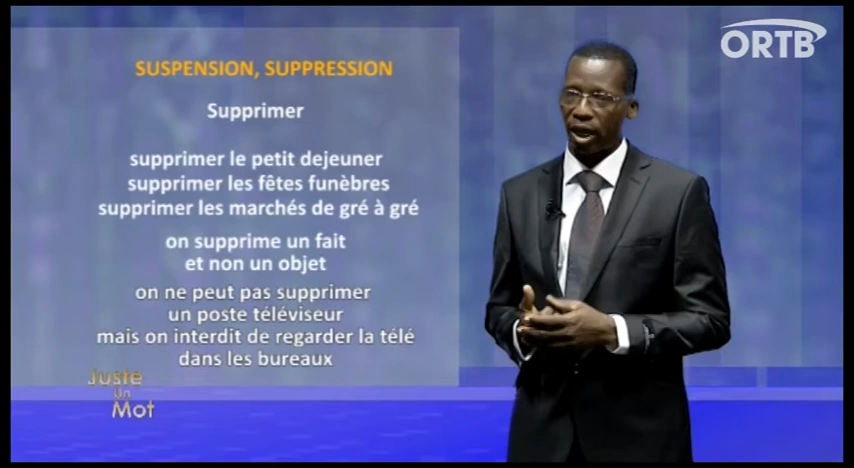 ORTB
SUSPENSION, SUPPRESSION
Supprimer
supprimer le petit dejeuner
supprimer les fêtes funèbres
supprimer les marchés de gré à gré
on supprime un fait
et non un objet
on ne peut pas supprimer
un poste téléviseur
mais on interdit de regarder la télé
dans les bureaux
Juste
un
Mot